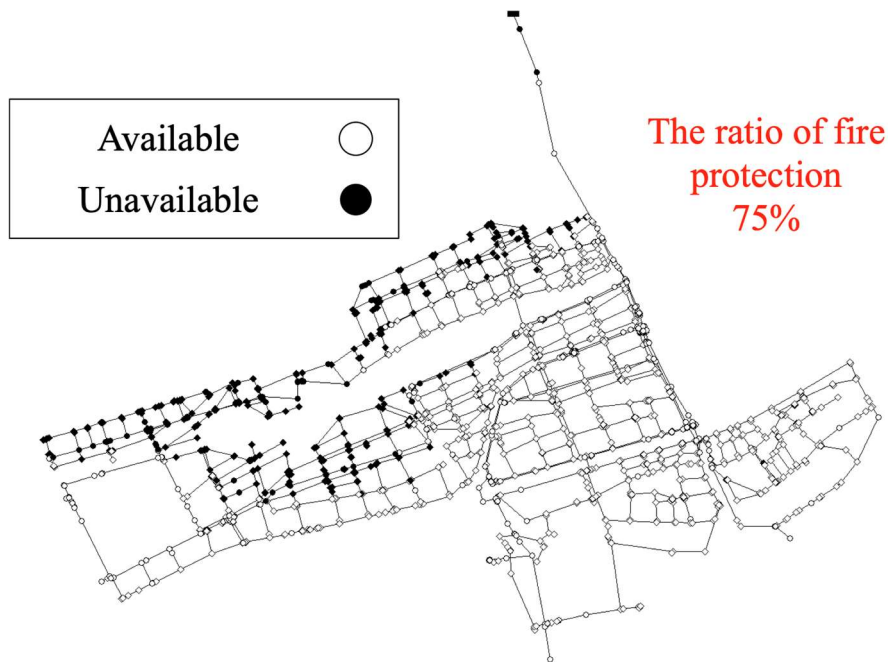 Available
Unavailable
The ratio of fire
protection
75%